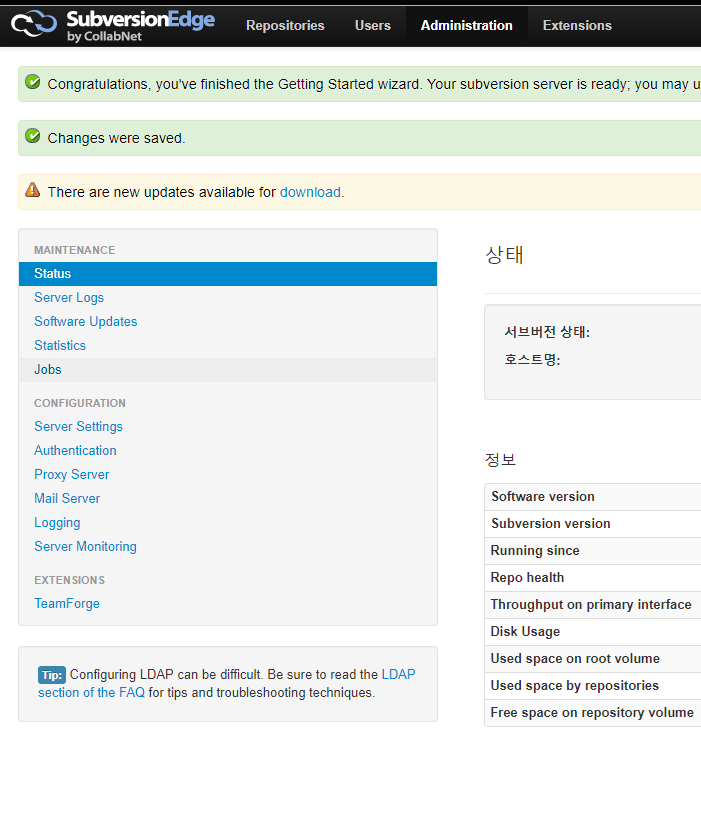 SubversionEdge
by CollabNet
Repositories Users Administration Extensions
Congratulations, you've finished the Getting Started wizard. Your subversion server is ready; you may
Changes were saved.
There are new updates available for download.
MAINTENANCE
Status
Server Logs
Software Updates
Statistics
Jobs
CONFIGURATION
Server Settings
Authentication
Proxy Server
Mail Server
Logging
Server Monitoring
EXTENSIONS
TeamForge
Tip: Configuring LDAP can be difficult. Be sure to read the LDAP
section of the FAQ for tips and troubleshooting techniques.
상태
서브버전 상태:
호스트명:
정보
Software version
Subversion version
Running since
Repo health
Throughput on primary interface
Disk Usage
Used space on root volume
Used space by repositories
Free space on repository volume